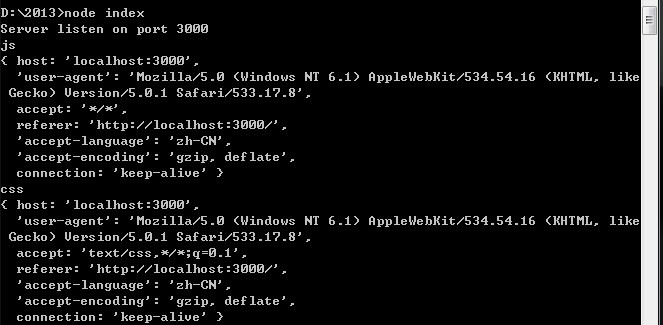 D:\2013>node index
Server listen on port 3000
js
{ host: 'localhost:3000',
  'user-agent': 'Mozilla/5.0 (Windows NT 6.1) AppleWebKit/534.54.16 (KHTML, like
 Gecko) Version/5.0.1 Safari/533.17.8',
  accept: '*/*',
  referer: 'http://localhost:3000/',
  'accept-language': 'zh-CN',
  'accept-encoding': 'gzip, deflate',
  connection: 'keep-alive' }
css
{ host: 'localhost:3000',
  'user-agent': 'Mozilla/5.0 (Windows NT 6.1) AppleWebKit/534.54.16 (KHTML, like
 Gecko) Version/5.0.1 Safari/533.17.8',
  accept: 'text/css,*/*;q=0.1',
  referer: 'http://localhost:3000/',
  'accept-language': 'zh-CN',
  'accept-encoding': 'gzip, deflate',
  connection: 'keep-alive' }